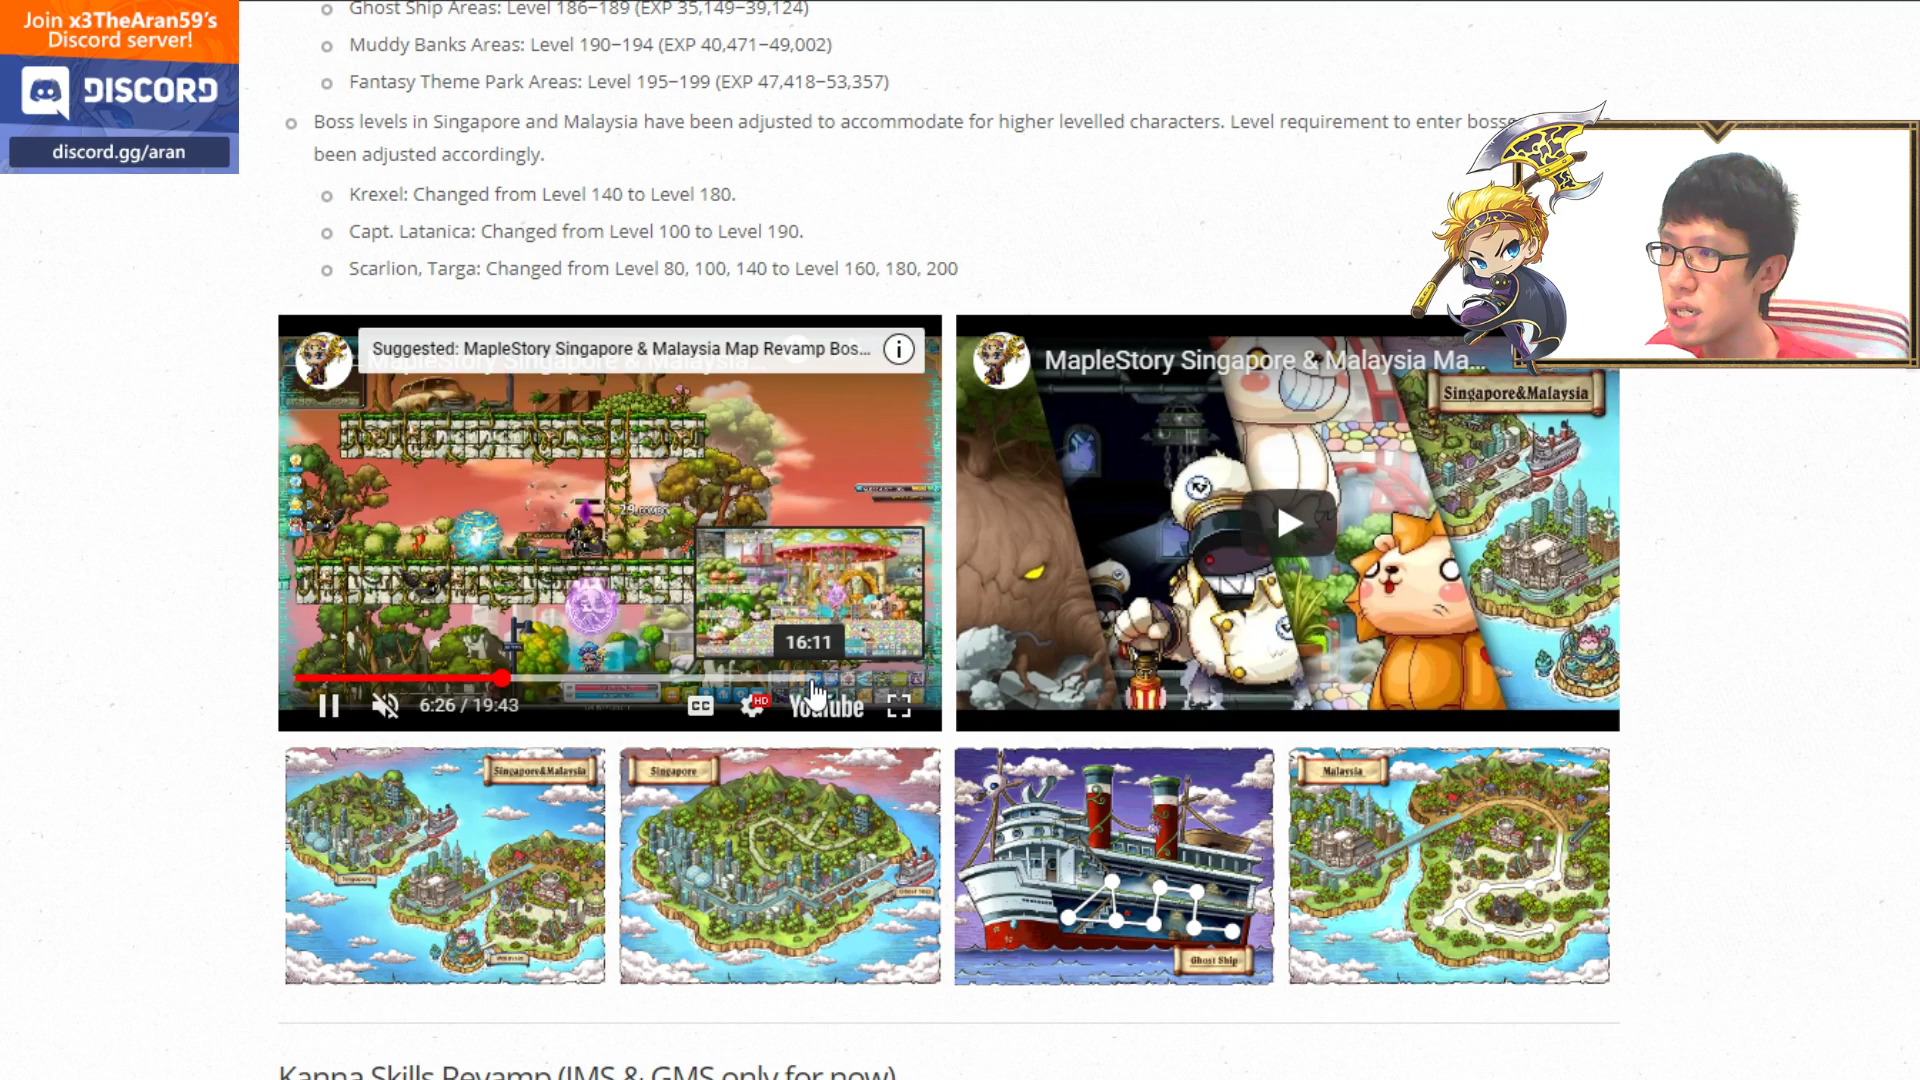 Join x3TheAran59's
Discord server!
DISCORD
discord.gg/aran
Ghost Ship Areas: Level 186–189 (EXP 35,149–39,124)
Muddy Banks Areas: Level 190–194 (EXP 40,471–49,002)
Fantasy Theme Park Areas: Level 195–199 (EXP 47,418–53,357)
Boss levels in Singapore and Malaysia have been adjusted to accommodate for higher levelled characters. Level requirement to enter
been adjusted accordingly.
Krexel: Changed from Level 140 to Level 180.
Capt. Latanica: Changed from Level 100 to Level 190.
Scarlion, Targa: Changed from Level 80, 100, 140 to Level 160, 180, 200
Suggested: MapleStory Singapore & Malaysia Map Revamp Bos...
MapleStory Singapore & Malaysia...
MapleStory Singapore & Malaysia Ma...
Singapore&Malaysia
16:11
6:26 / 19:43
CC
HD
YouTube
Singapore&Malaysia
Singapore
Singapore
Malaysia
Ghost Ship
Kanna Skills Revamp (JMS & GMS only for now)